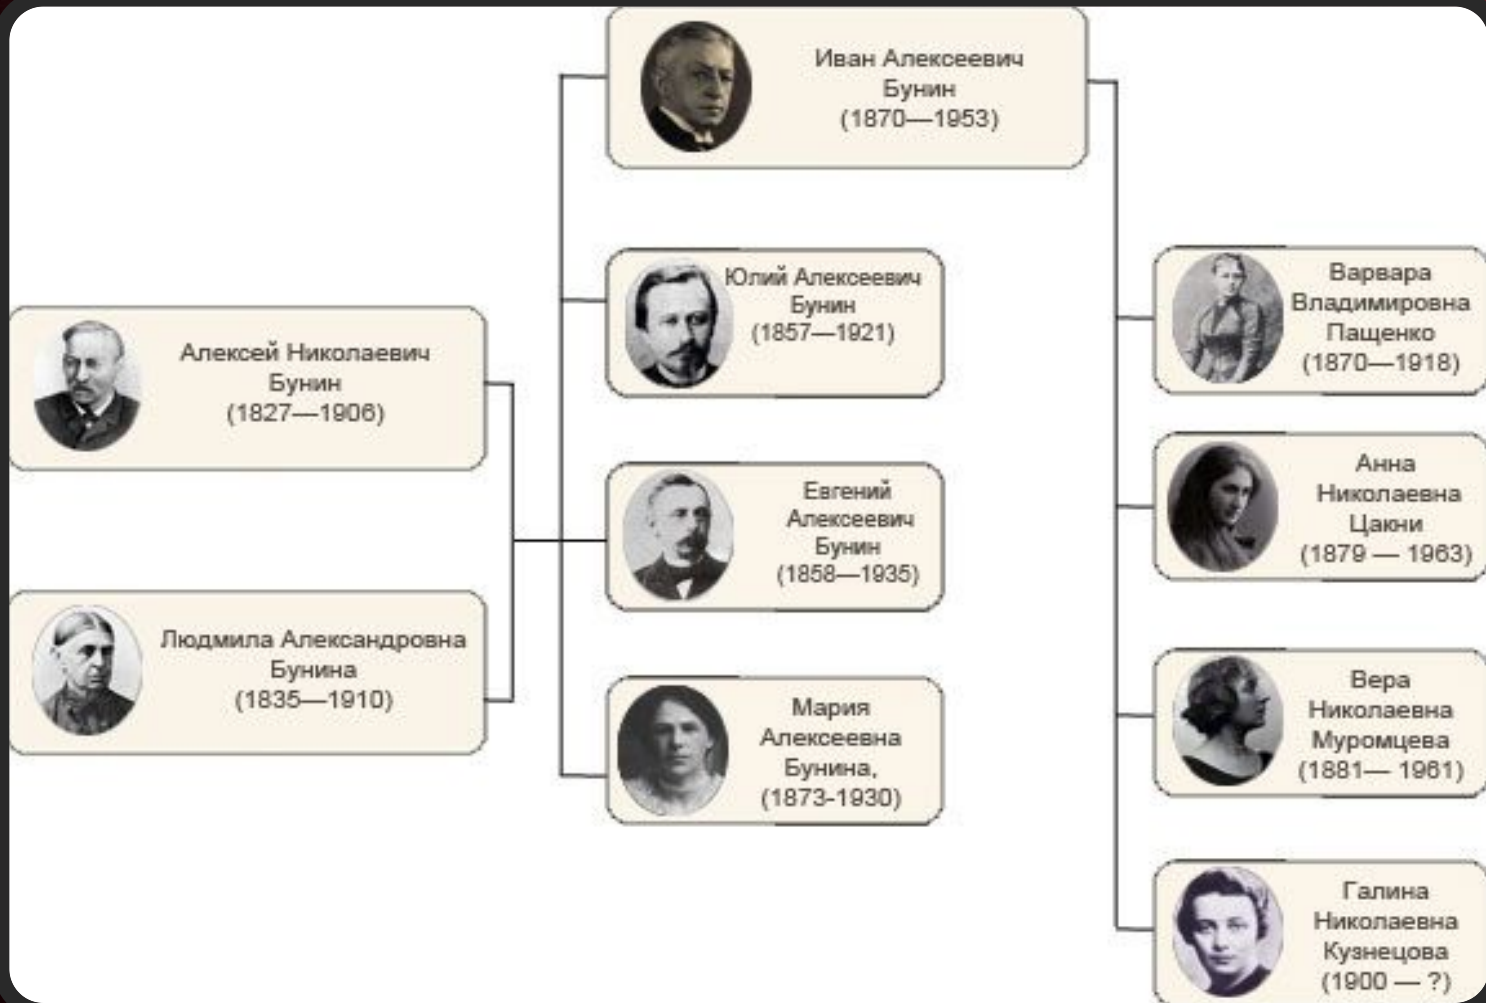 Иван Алексеевич
Бунин
(1870—1953)
Юлий Алексеевич
Бунин
(1857—1921)
Алексей Николаевич
Бунин
(1827—1906)
Евгений
Алексеевич
Бунин
(1858—1935)
Людмила Александровна
Бунина
(1835—1910)
Мария
Алексеевна
Бунина,
(1873-1930)
Варвара
Владимировна
Пащенко
(1870—1918)
Анна
Николаевна
Цакни
(1879 — 1963)
Вера
Николаевна
Муромцева
(1881— 1961)
Галина
Николаевна
Кузнецова
(1900 — ?)